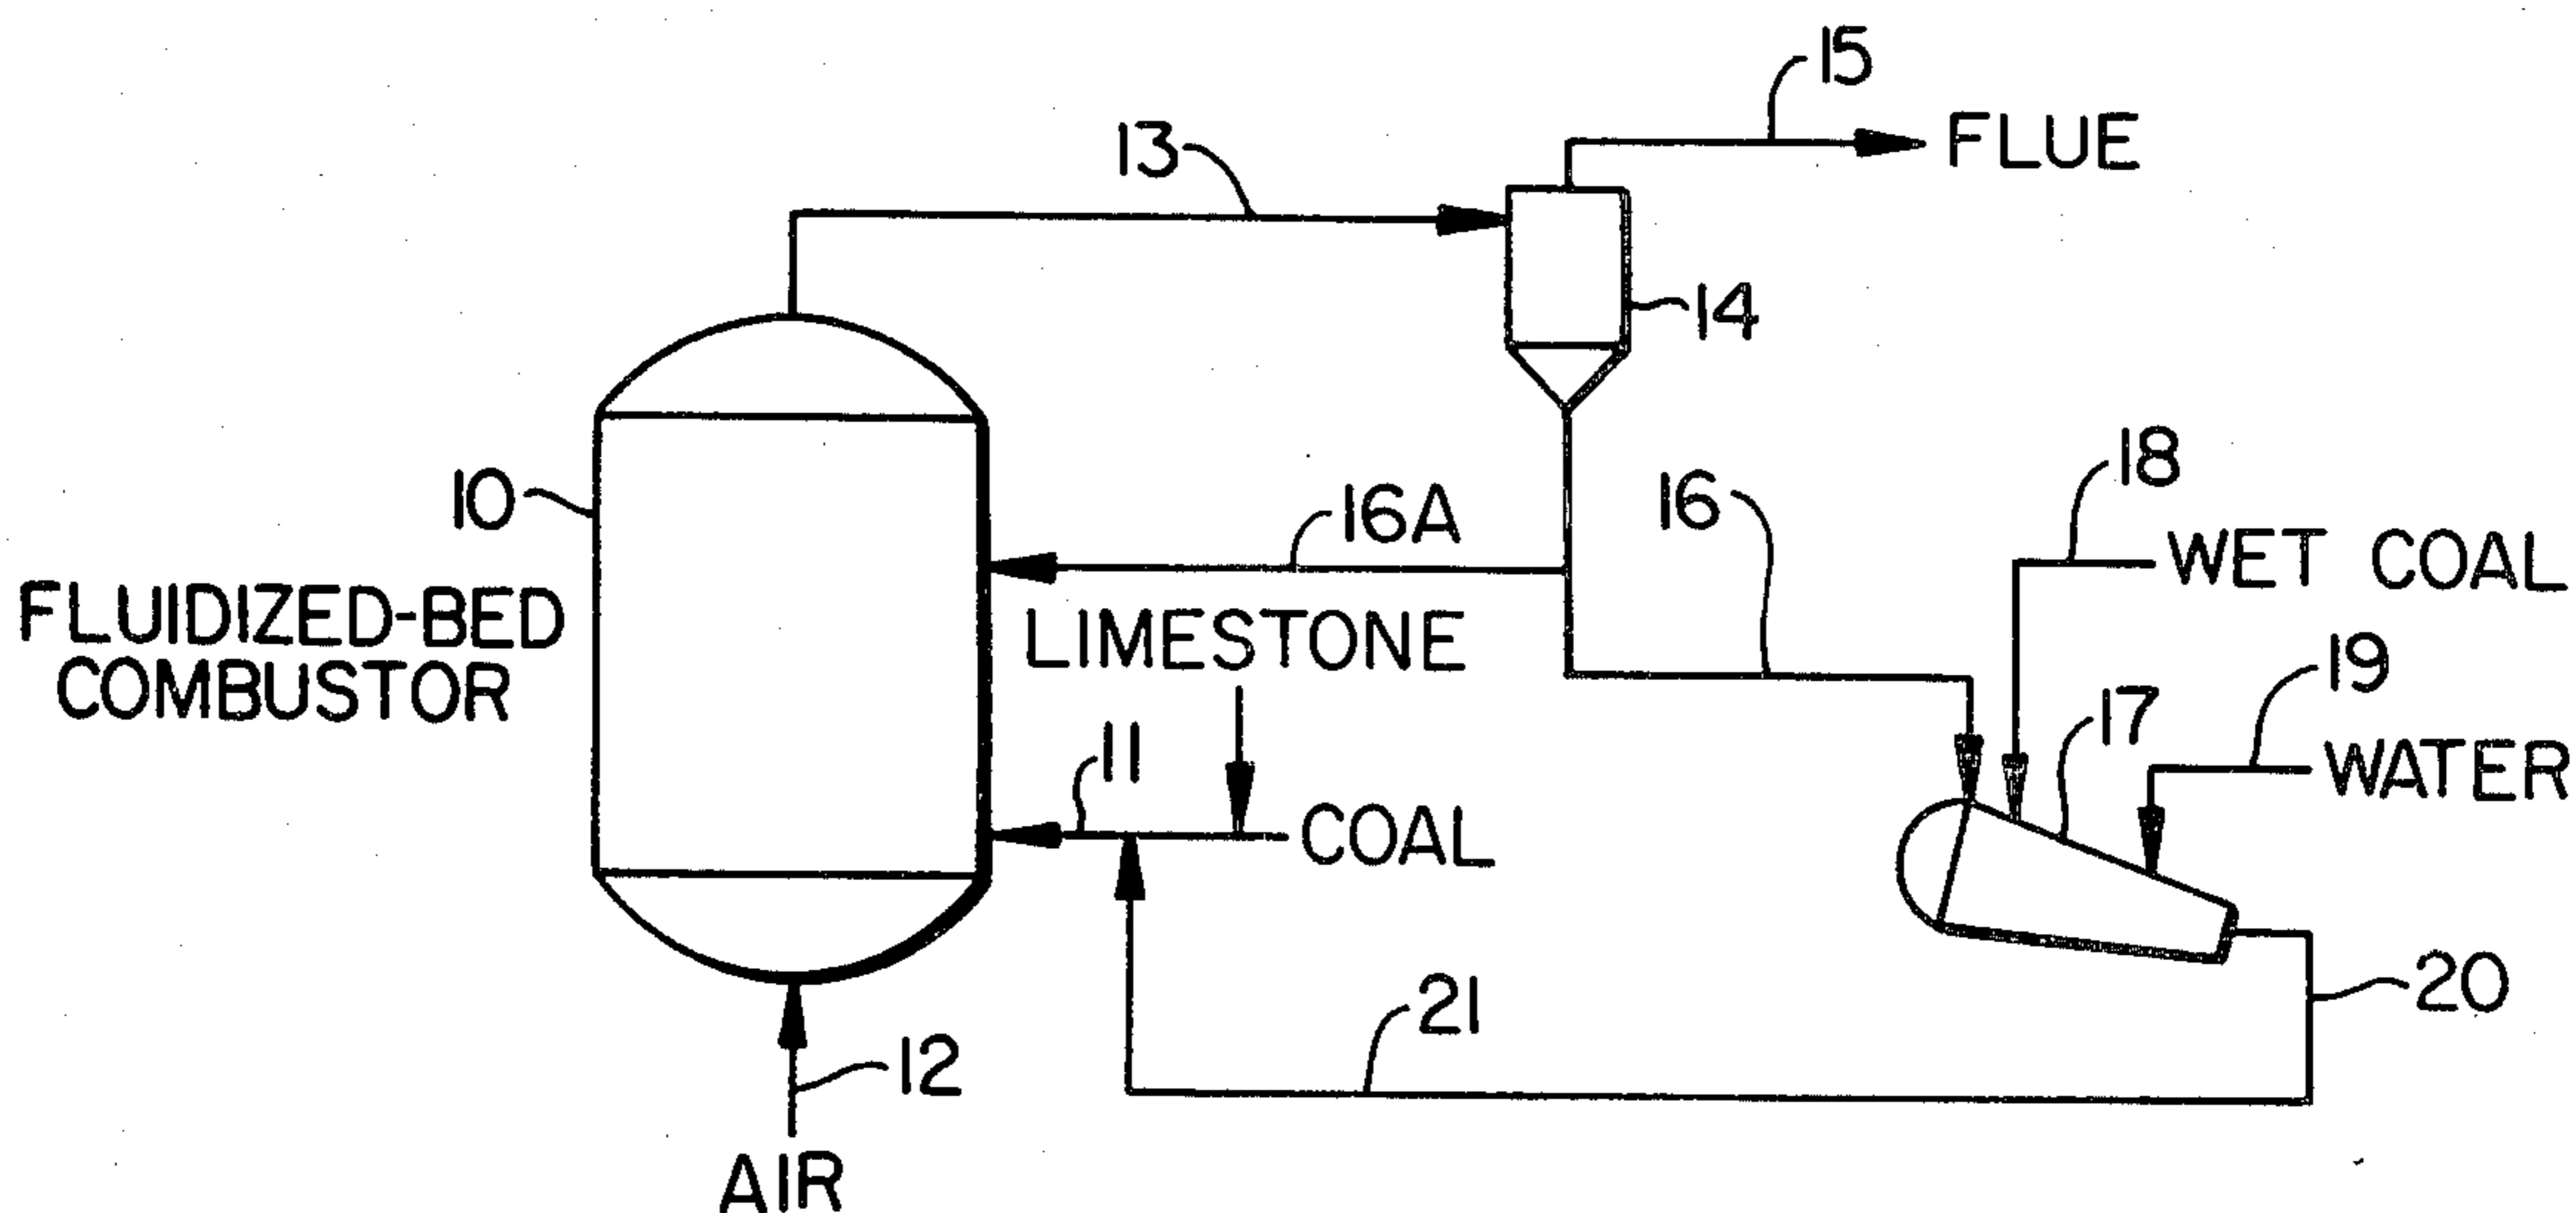 15
FLUE
13
14
10
16A
16
18
WET COAL
FLUIDIZED-BED
COMBUSTOR
LIMESTONE
19
WATER
17
11
COAL
20
21
12
AIR